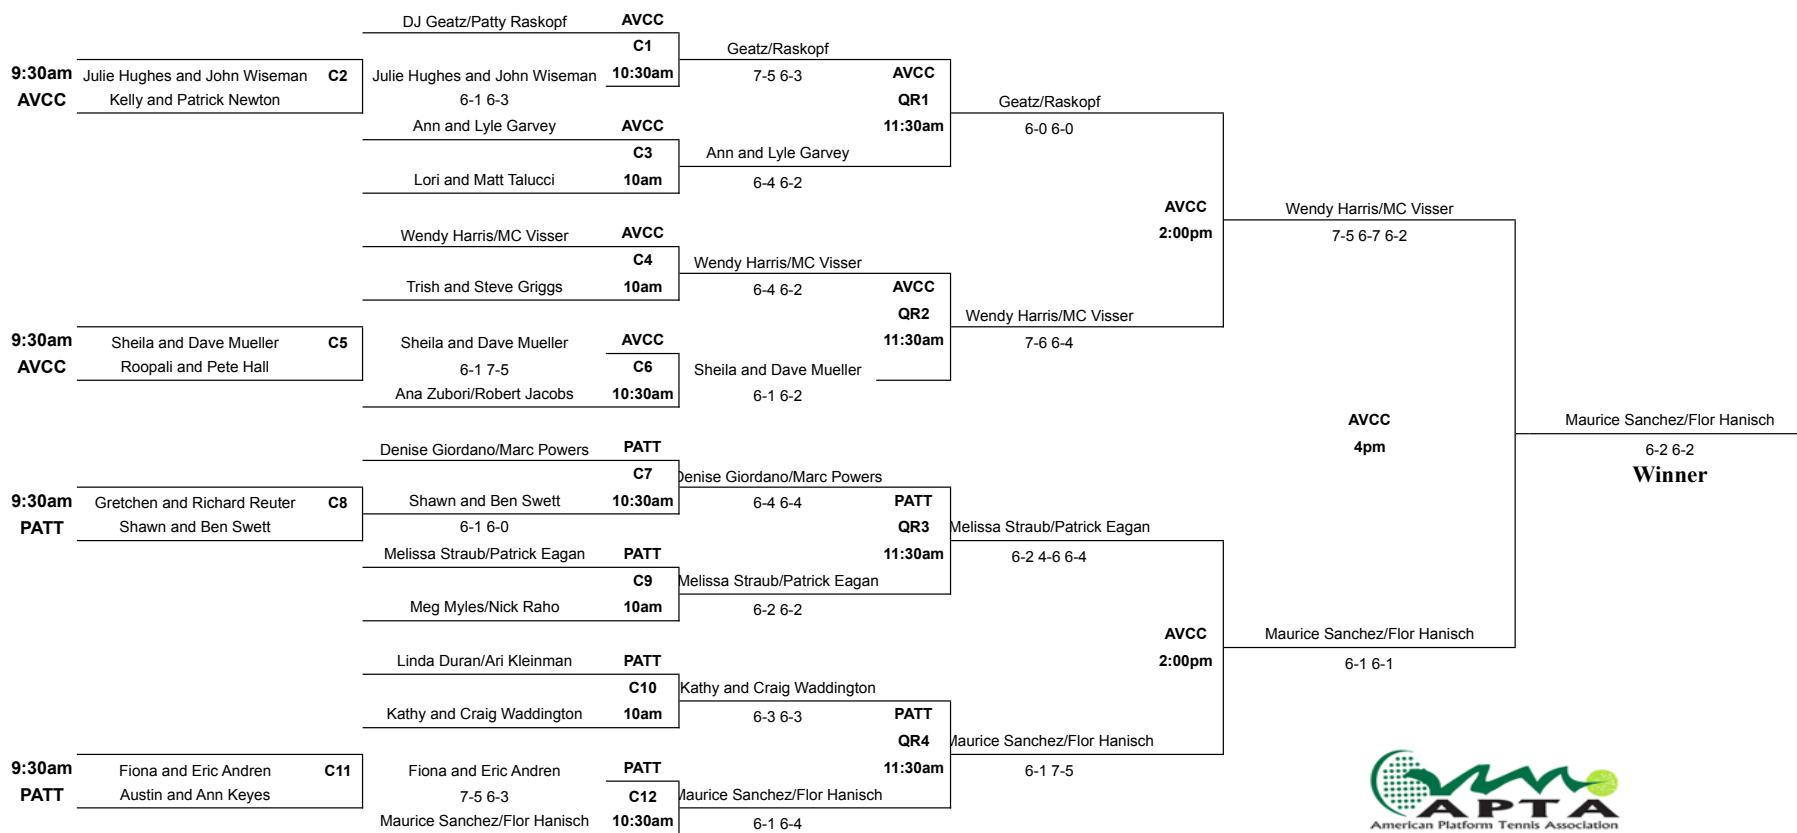 DJ Geatz/Patty Raskopf AVCC
C1 Geatz/Raskopf
9:30am Julie Hughes and John Wiseman C2 Julie Hughes and John Wiseman 10:30am 7-5 6-3 AVCC
AVCC Kelly and Patrick Newton 6-1 6-3 QR1 Geatz/Raskopf
Ann and Lyle Garvey AVCC 11:30am 6-0 6-0
C3 Ann and Lyle Garvey
Lori and Matt Talucci 10am 6-4 6-2
AVCC Wendy Harris/MC Visser
Wendy Harris/MC Visser AVCC 2:00pm 7-5 6-7 6-2
C4 Wendy Harris/MC Visser
Trish and Steve Griggs 10am 6-4 6-2 AVCC
QR2 Wendy Harris/MC Visser
9:30am Sheila and Dave Mueller C5 Sheila and Dave Mueller AVCC 11:30am 7-6 6-4
AVCC Roopali and Pete Hall 6-1 7-5 C6 Sheila and Dave Mueller
Ana Zubori/Robert Jacobs 10:30am 6-1 6-2
AVCC Maurice Sanchez/Flor Hanisch
Denise Giordano/Marc Powers PATT 4pm 6-2 6-2
C7 Denise Giordano/Marc Powers Winner
9:30am Gretchen and Richard Reuter C8 Shawn and Ben Swett 10:30am 6-4 6-4 PATT
PATT Shawn and Ben Swett 6-1 6-0 QR3 Melissa Straub/Patrick Eagan
Melissa Straub/Patrick Eagan PATT 11:30am 6-2 4-6 6-4
C9 Melissa Straub/Patrick Eagan
Meg Myles/Nick Raho 10am 6-2 6-2
AVCC Maurice Sanchez/Flor Hanisch
Linda Duran/Ari Kleinman PATT 2:00pm 6-1 6-1
C10 Kathy and Craig Waddington
Kathy and Craig Waddington 10am 6-3 6-3 PATT
QR4 Maurice Sanchez/Flor Hanisch
9:30am Fiona and Eric Andren C11 Fiona and Eric Andren PATT 11:30am 6-1 7-5
PATT Austin and Ann Keyes 7-5 6-3 C12 Maurice Sanchez/Flor Hanisch
Maurice Sanchez/Flor Hanisch 10:30am 6-1 6-4
APTA
American Platform Tennis Association